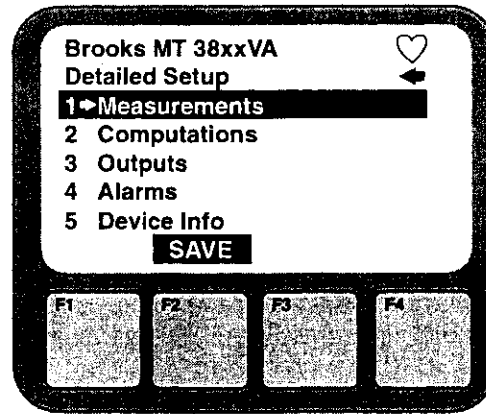 Brooks MT 38xxVA
Detailed Setup
1 Measurements
2 Computations
3 Outputs
4 Alarms
5 Device Info
SAVE
F1 F2 F3 F4